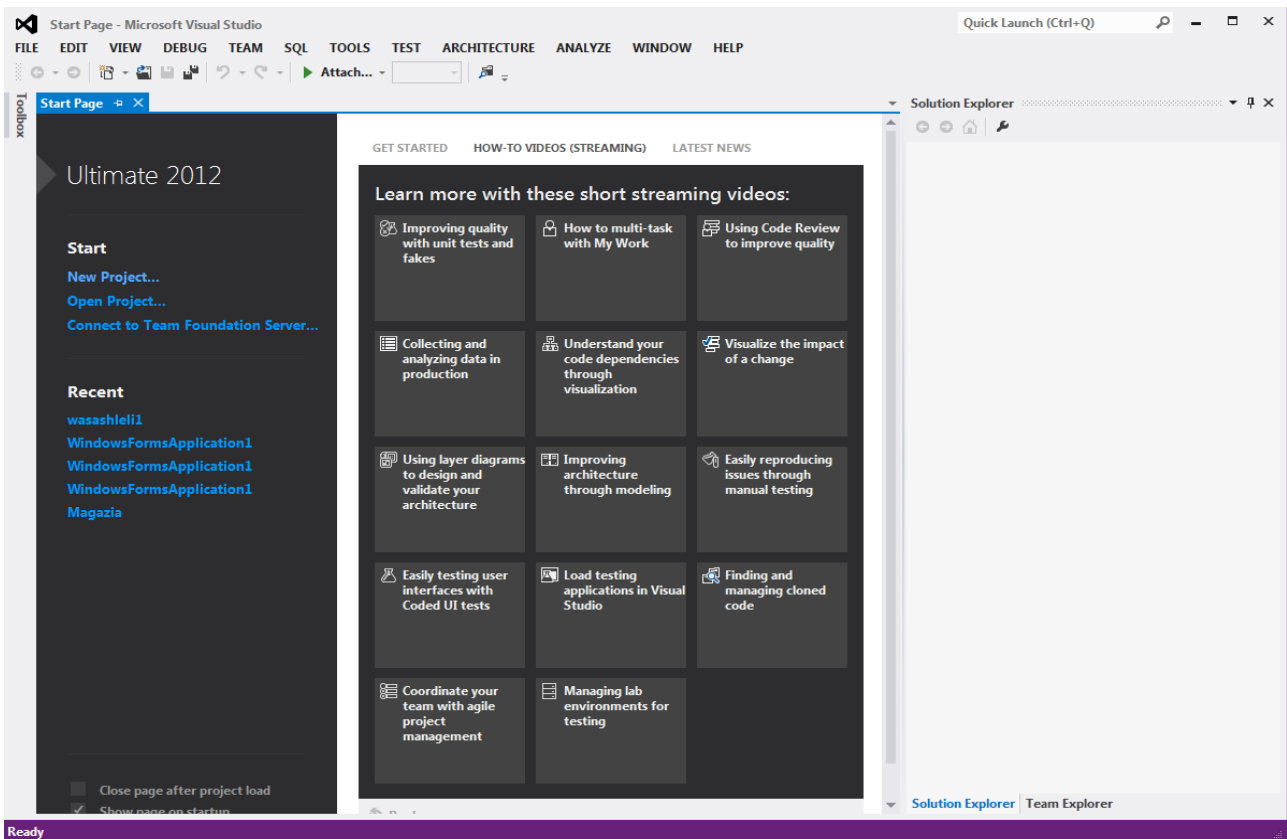 Start Page - Microsoft Visual Studio
Quick Launch (Ctrl+Q)
FILE EDIT VIEW DEBUG TEAM SQL TOOLS TEST ARCHITECTURE ANALYZE WINDOW HELP
Attach...
Toolbox
Start Page
Solution Explorer
GET STARTED HOW-TO VIDEOS (STREAMING) LATEST NEWS
Ultimate 2012
Start
New Project...
Open Project...
Connect to Team Foundation Server...
Recent
wasashleli1
WindowsFormsApplication1
WindowsFormsApplication1
WindowsFormsApplication1
Magazia
Close page after project load
Show page on startup
Learn more with these short streaming videos:
Improving quality
with unit tests and
fakes
How to multi-task
with My Work
Using Code Review
to improve quality
Collecting and
analyzing data in
production
Understand your
code dependencies
through
visualization
Visualize the impact
of a change
Using layer diagrams
to design and
validate your
architecture
Improving
architecture
through modeling
Easily reproducing
issues through
manual testing
Easily testing user
interfaces with
Coded UI tests
Load testing
applications in Visual
Studio
Finding and
managing cloned
code
Coordinate your
team with agile
project
management
Managing lab
environments for
testing
Solution Explorer Team Explorer
Ready